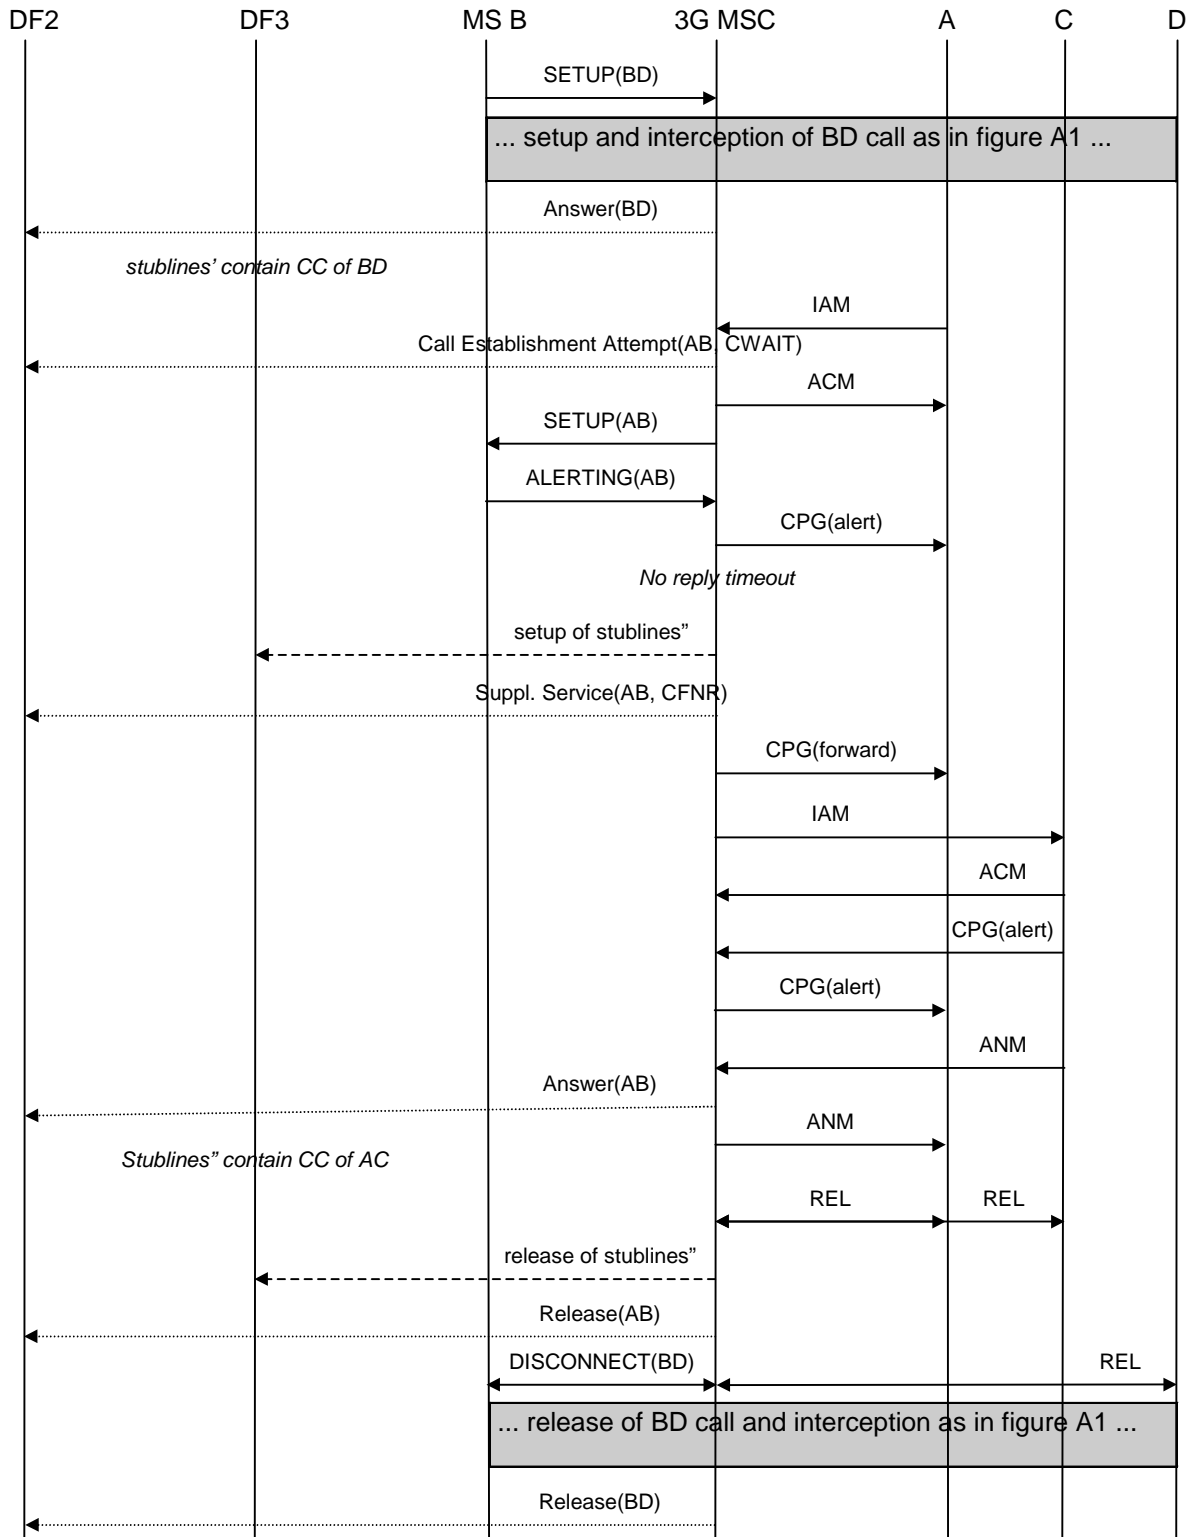 DF2 DF3 MS B 3G MSC A C D
SETUP(BD)
... setup and interception of BD call as in figure A1 ...
Answer(BD)
stublines’ contain CC of BD
IAM
Call Establishment Attempt(AB, CWAIT)
ACM
SETUP(AB)
ALERTING(AB)
CPG(alert)
No reply timeout
setup of stublines”
Suppl. Service(AB, CFNR)
CPG(forward)
IAM
ACM
CPG(alert)
CPG(alert)
ANM
Answer(AB)
ANM
Stublines” contain CC of AC
REL REL
release of stublines”
Release(AB)
DISCONNECT(BD) REL
... release of BD call and interception as in figure A1 ...
Release(BD)